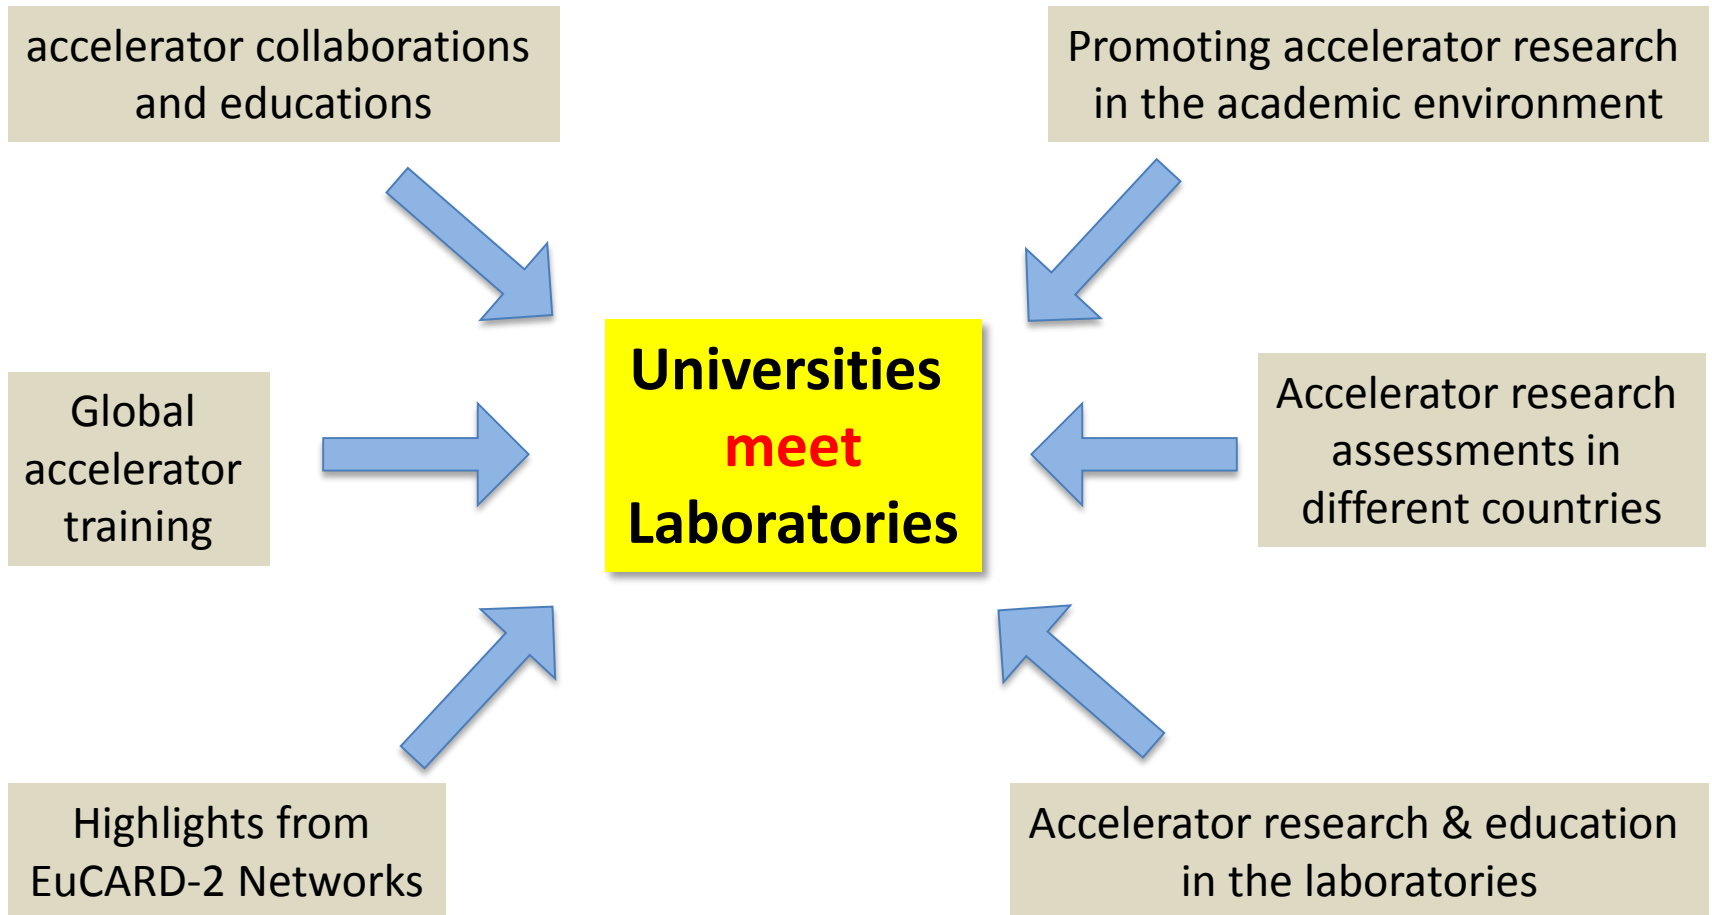 accelerator collaborations
and educations
Promoting accelerator research
in the academic environment
Universities
meet
Laboratories
Global
accelerator
training
Accelerator research
assessments in
different countries
Highlights from
EuCARD-2 Networks
Accelerator research & education
in the laboratories